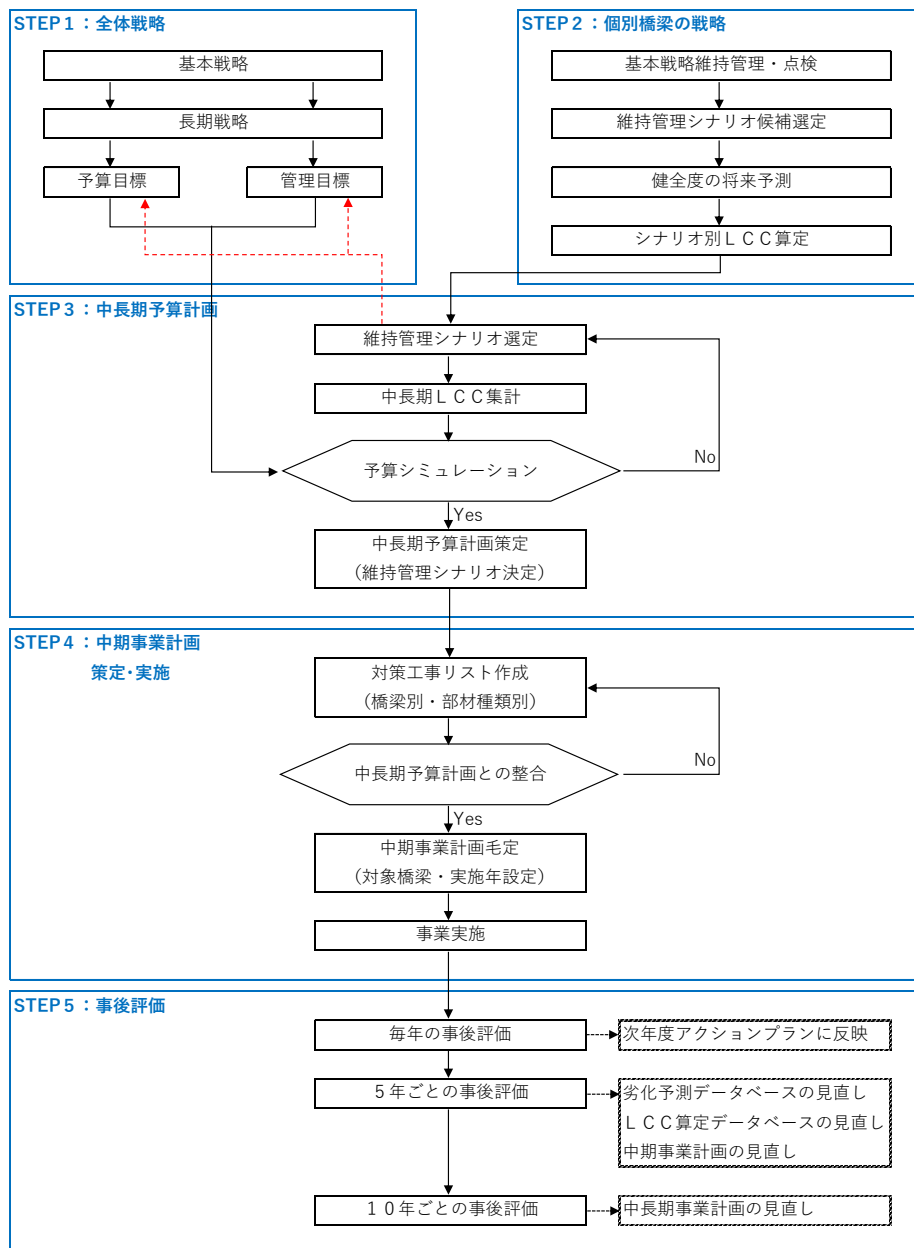 STEP1：全体戦略
基本戦略
長期戦略
予算目標
管理目標
STEP2：個別橋梁の戦略
基本戦略維持管理・点検
維持管理シナリオ候補選定
健全度の将来予測
シナリオ別ＬＣＣ算定
STEP3：中長期予算計画
維持管理シナリオ選定
中長期ＬＣＣ集計
予算シミュレーション
No
Yes
中長期予算計画策定
(維持管理シナリオ決定)
STEP4：中期事業計画
策定・実施
対策工事リスト作成
(橋梁別・部材種類別)
中長期予算計画との整合
No
Yes
中期事業計画毛定
(対象橋梁・実施年設定)
事業実施
STEP5：事後評価
毎年の事後評価
次年度アクションプランに反映
5年ごとの事後評価
劣化予測データベースの見直し
ＬＣＣ算定データベースの見直し
中期事業計画の見直し
１０年ごとの事後評価
中長期事業計画の見直し